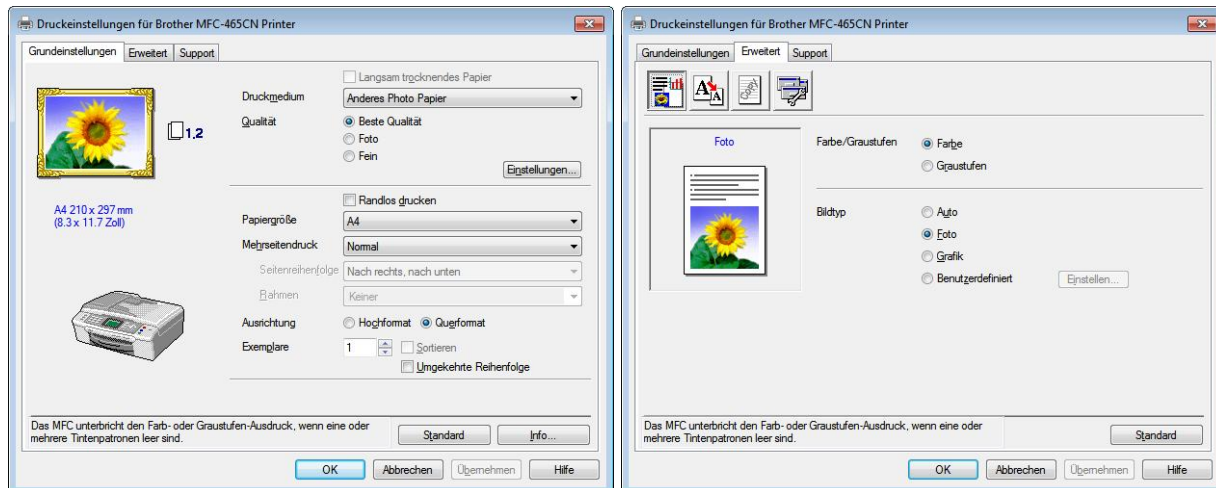 Druckeinstellungen für Brother MFC-465CN Printer
Grundeinstellungen Erweitert Support
Langsam trocknendes Papier
Druckmedium Anderes Photo Papier
Qualität Beste Qualität
Foto
Fein
Einstellungen...
1.2
A4 210 x 297 mm
(8.3 x 11.7 Zoll)
Randlos drucken
Papiergröße A4
Mehrseitendruck Normal
Seitenreihenfolge Nach rechts, nach unten
Rahmen Keiner
Ausrichtung Hochformat Querformat
Exemplare 1 Sortieren
Umgekehrte Reihenfolge
Das MFC unterbricht den Farb- oder Graustufen-Ausdruck, wenn eine oder
mehrere Tintenpatronen leer sind.
Standard Info...
OK Abbrechen Übernehmen Hilfe
Druckeinstellungen für Brother MFC-465CN Printer
Grundeinstellungen Erweitert Support
A A
Foto
Farbe/Graustufen Farbe
Graustufen
Bildtyp Auto
Foto
Grafik
Benutzerdefiniert Einstellen...
Das MFC unterbricht den Farb- oder Graustufen-Ausdruck, wenn eine oder
mehrere Tintenpatronen leer sind.
Standard
OK Abbrechen Übernehmen Hilfe